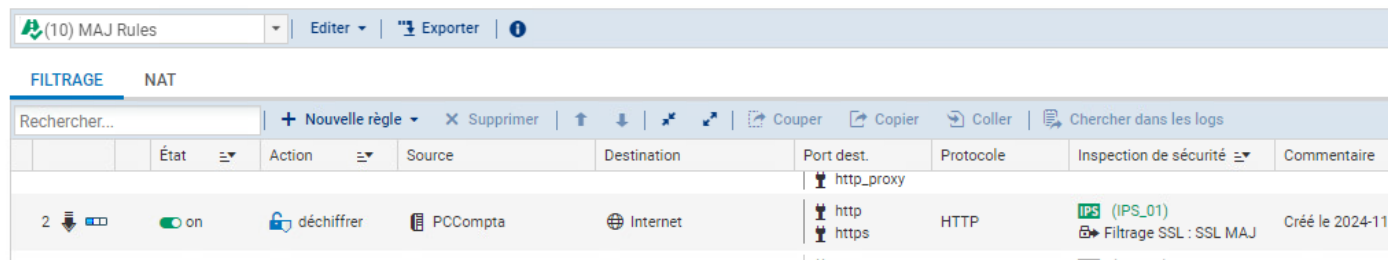 (10) MAJ Rules Editer Exporter
FILTRAGE NAT
Rechercher... Nouvelle règle Supprimer Couper Copier Coller Chercher dans les logs
État Action Source Destination Port dest. Protocole Inspection de sécurité Commentaire
http_proxy
2 on déchiffrer PCCompta Internet http HTTP IPS (IPS_01) Créé le 2024-11
https Filtrage SSL : SSL MAJ